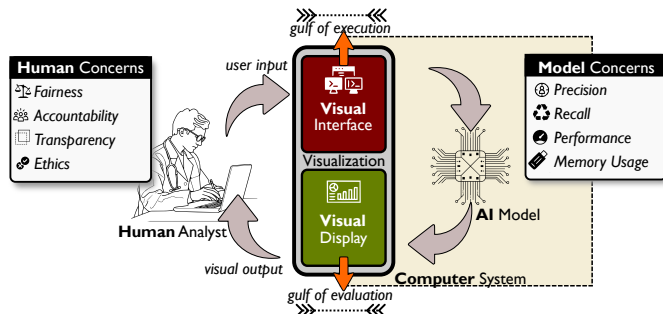 gulf of execution
Human Concerns
Fairness
Accountability
Transparency
Ethics
user input
Visual
Interface
Visualization
Visual
Display
Model Concerns
Precision
Recall
Performance
Memory Usage
AI Model
Human Analyst
visual output
Computer System
gulf of evaluation